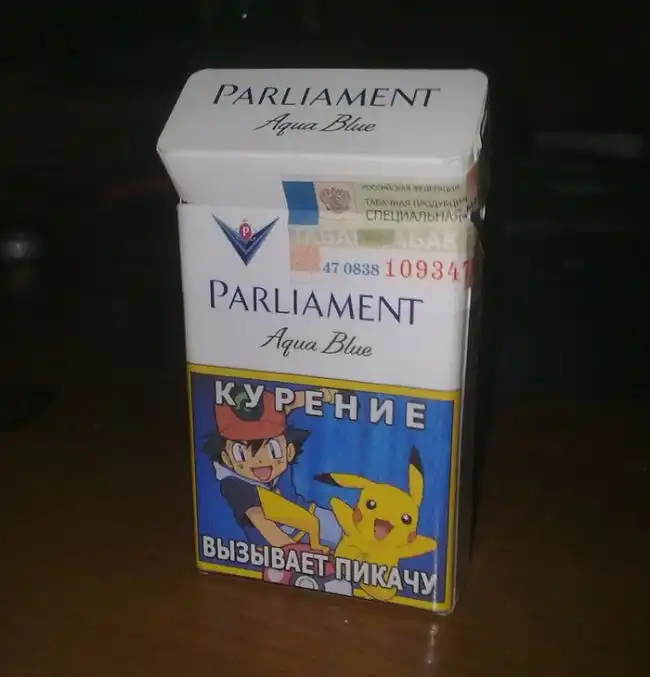 PARLIAMENT
Aqua Blue
РОССИЙСКАЯ ФЕДЕРАЦИЯ
ТАБАЧНАЯ ПРОДУКЦИЯ
СПЕЦИАЛЬНАЯ
P
47 0838 109347
PARLIAMENT
Aqua Blue
КУРЕНИЕ
ВЫЗЫВАЕТ ПИКАЧУ